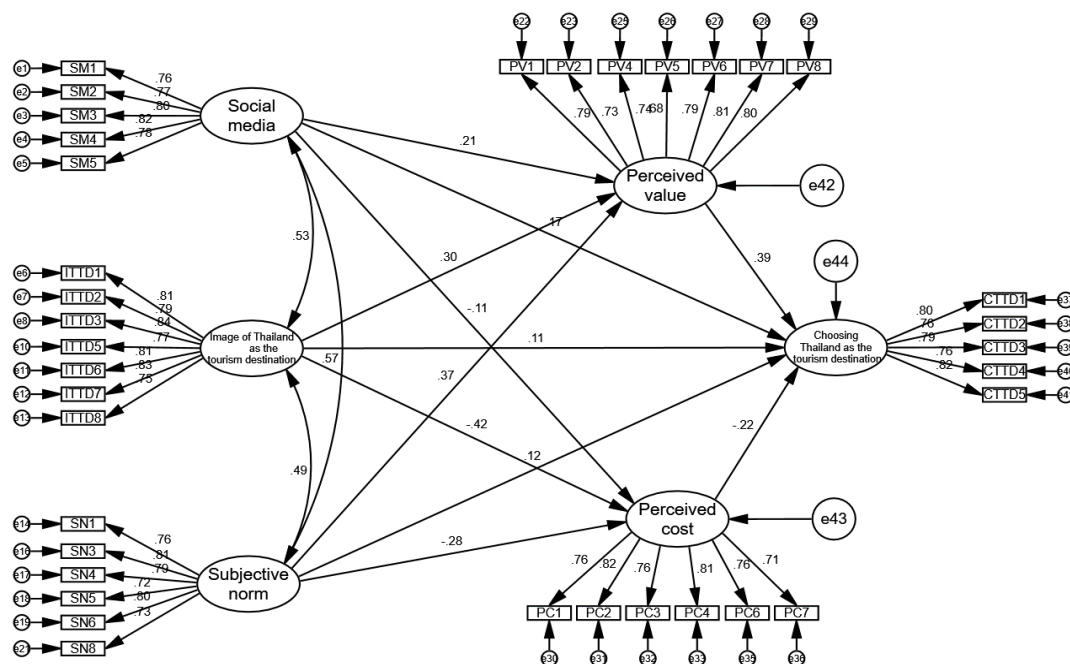 e22
e23
e25
e26
e27
e28
e29
PV1
PV2
PV4
PV5
PV6
PV7
PV8
.79
.73
.74
.68
.79
.81
.80
e1
SM1
.76
e2
SM2
.77
e3
SM3
.80
e4
SM4
.82
e5
SM5
.78
Social
media
.21
Perceived
value
e42
.53
.30
.17
.39
e44
e6
ITTD1
.81
e7
ITTD2
.79
e8
ITTD3
.84
e10
ITTD5
.77
e11
ITTD6
.81
e12
ITTD7
.83
e13
ITTD8
.75
Image of Thailand
as the
tourism destination
-.11
.11
.57
.37
Choosing
Thailand as the
tourism destination
.80
CTTD1
.76
CTTD2
.79
CTTD3
.76
CTTD4
.82
CTTD5
-.42
.12
-.22
.49
e14
SN1
.76
e16
SN3
.81
e17
SN4
.79
e18
SN5
.72
e19
SN6
.80
e21
SN8
.73
Subjective
norm
-.28
Perceived
cost
e43
.76
.82
.76
.81
.76
.71
PC1
PC2
PC3
PC4
PC6
PC7
e30
e31
e32
e33
e35
e36